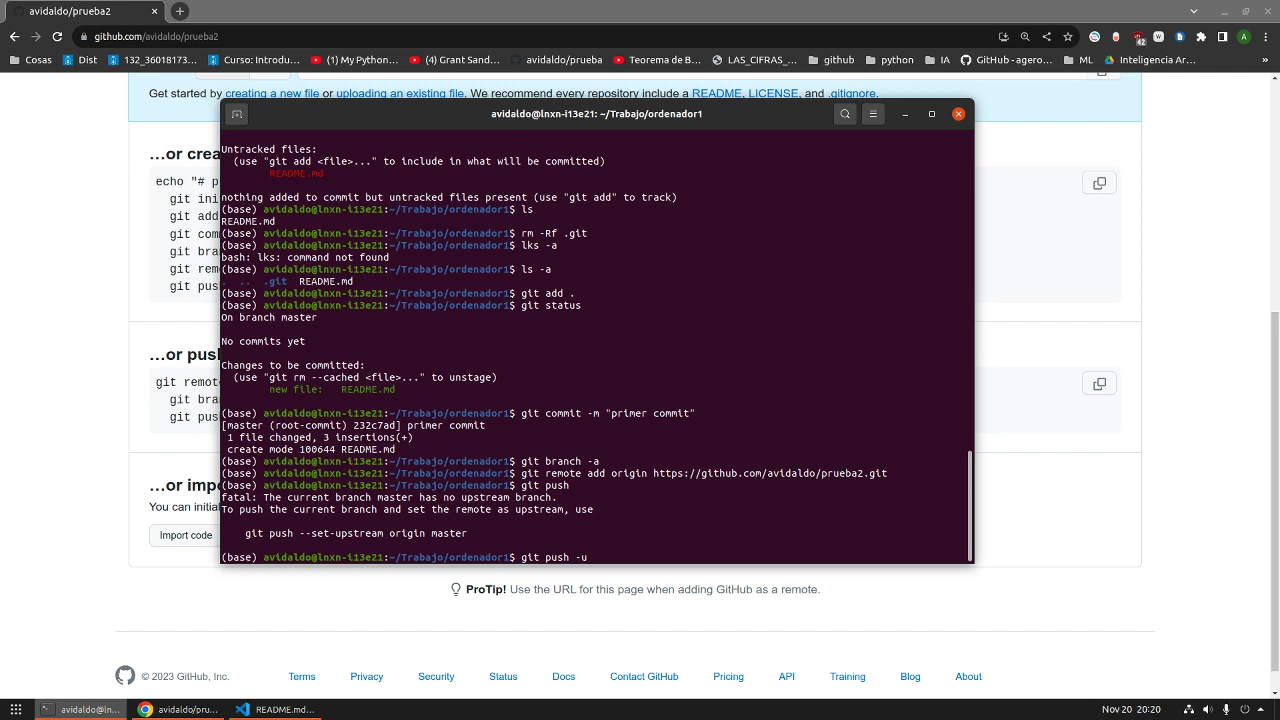 avidaldo/prueba2
github.com/avidaldo/prueba2
42
A
Cosas
Dist
132_36018173…
Curso: Introdu…
(1) My Python…
(4) Grant Sand…
avidaldo/prueba
Teorema de B…
LAS_CIFRAS_…
github
python
IA
GitHub - agero…
ML
Inteligencia Ar…
»
Get started by creating a new file or uploading an existing file. We recommend every repository include a README, LICENSE, and .gitignore.
…or crea
echo "# p
git ini
git add
git com
git bra
git rem
git pus
…or pus
git remot
git bra
git pus
…or impo
You can initial
Import code
avidaldo@lnxn-i13e21: ~/Trabajo/ordenador1
Untracked files:
(use "git add <file>..." to include in what will be committed)
README.md
nothing added to commit but untracked files present (use "git add" to track)
(base) avidaldo@lnxn-i13e21:~/Trabajo/ordenador1$ ls
README.md
(base) avidaldo@lnxn-i13e21:~/Trabajo/ordenador1$ rm -Rf .git
(base) avidaldo@lnxn-i13e21:~/Trabajo/ordenador1$ lks -a
bash: lks: command not found
(base) avidaldo@lnxn-i13e21:~/Trabajo/ordenador1$ ls -a
. .. .git README.md
(base) avidaldo@lnxn-i13e21:~/Trabajo/ordenador1$ git add .
(base) avidaldo@lnxn-i13e21:~/Trabajo/ordenador1$ git status
On branch master
No commits yet
Changes to be committed:
(use "git rm --cached <file>..." to unstage)
new file: README.md
(base) avidaldo@lnxn-i13e21:~/Trabajo/ordenador1$ git commit -m "primer commit"
[master (root-commit) 232c7ad] primer commit
1 file changed, 3 insertions(+)
create mode 100644 README.md
(base) avidaldo@lnxn-i13e21:~/Trabajo/ordenador1$ git branch -a
(base) avidaldo@lnxn-i13e21:~/Trabajo/ordenador1$ git remote add origin https://github.com/avidaldo/prueba2.git
(base) avidaldo@lnxn-i13e21:~/Trabajo/ordenador1$ git push
fatal: The current branch master has no upstream branch.
To push the current branch and set the remote as upstream, use
git push --set-upstream origin master
(base) avidaldo@lnxn-i13e21:~/Trabajo/ordenador1$ git push -u
ProTip! Use the URL for this page when adding GitHub as a remote.
© 2023 GitHub, Inc.
Terms
Privacy
Security
Status
Docs
Contact GitHub
Pricing
API
Training
Blog
About
avidaldo@ln…
avidaldo/pru…
README.md…
Nov 20 20:20